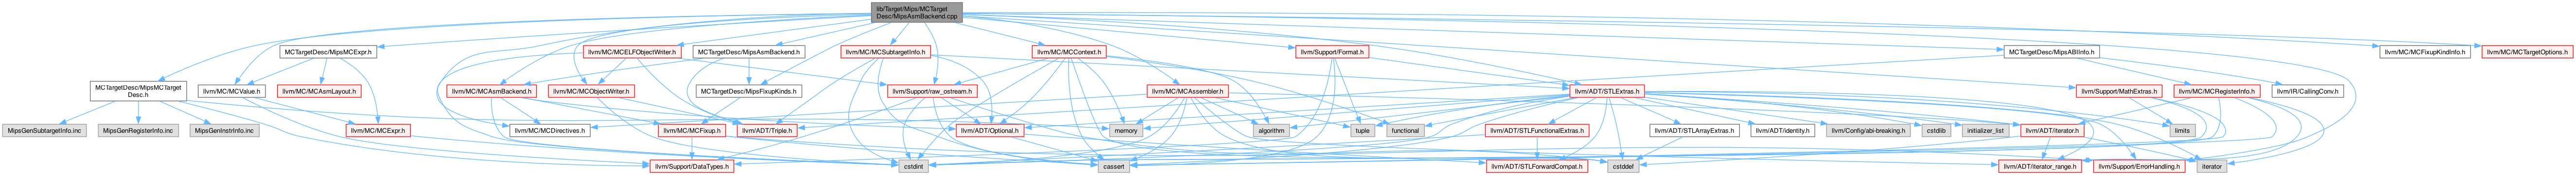 lib/Target/Mips/MCTarget
Desc/MipsAsmBackend.cpp
MCTargetDesc/MipsMCExpr.h
llvm/MC/MCELFObjectWriter.h
MCTargetDesc/MipsAsmBackend.h
llvm/MC/MCSubtargetInfo.h
llvm/MC/MCContext.h
llvm/Support/Format.h
MCTargetDesc/MipsABIInfo.h
llvm/MC/MCFixupKindInfo.h
llvm/MC/MCTargetOptions.h
MCTargetDesc/MipsMCTarget
Desc.h
llvm/MC/MCValue.h
llvm/MC/MCAsmLayout.h
llvm/MC/MCAsmBackend.h
llvm/MC/MCObjectWriter.h
MCTargetDesc/MipsFixupKinds.h
llvm/Support/raw_ostream.h
llvm/MC/MCAssembler.h
llvm/ADT/STLExtras.h
llvm/Support/MathExtras.h
llvm/MC/MCRegisterInfo.h
llvm/IR/CallingConv.h
MipsGenSubtargetInfo.inc
MipsGenRegisterInfo.inc
MipsGenInstrInfo.inc
llvm/MC/MCExpr.h
llvm/MC/MCDirectives.h
llvm/MC/MCFixup.h
llvm/ADT/Triple.h
llvm/ADT/Optional.h
memory
algorithm
tuple
functional
llvm/ADT/STLFunctionalExtras.h
llvm/ADT/STLArrayExtras.h
llvm/ADT/identity.h
llvm/Config/abi-breaking.h
cstdlib
initializer_list
llvm/ADT/iterator.h
limits
llvm/Support/DataTypes.h
cstdint
cassert
llvm/ADT/STLForwardCompat.h
cstddef
llvm/ADT/iterator_range.h
llvm/Support/ErrorHandling.h
iterator